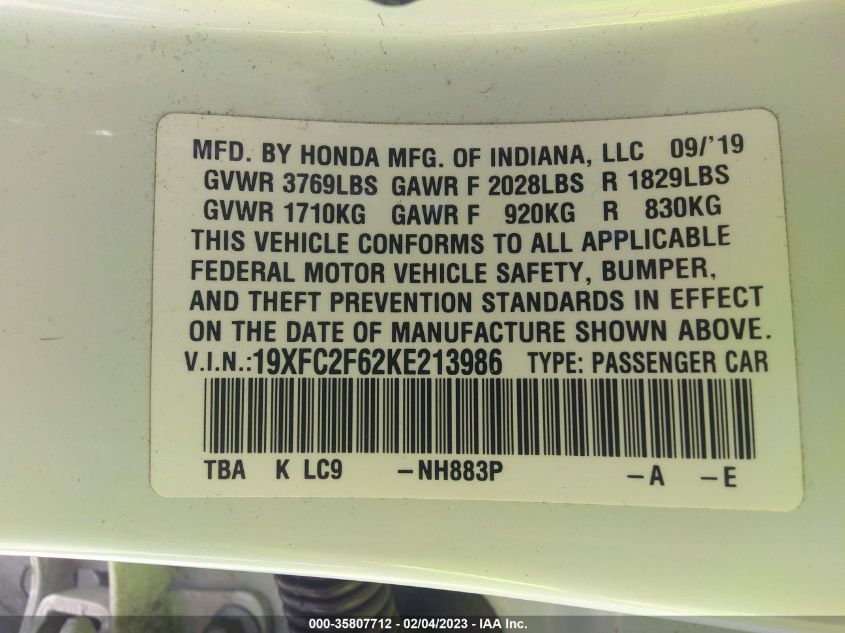 MFD. BY HONDA MFG. OF INDIANA, LLC 09/'19
GVWR 3769LBS GAWR F 2028LBS R 1829LBS
GVWR 1710KG GAWR F 920KG R 830KG
THIS VEHICLE CONFORMS TO ALL APPLICABLE
FEDERAL MOTOR VEHICLE SAFETY, BUMPER,
AND THEFT PREVENTION STANDARDS IN EFFECT
ON THE DATE OF MANUFACTURE SHOWN ABOVE.
V.I.N.:19XFC2F62KE213986 TYPE: PASSENGER CAR
TBA K LC9 –NH883P –A –E
000-35807712 - 02/04/2023 - IAA Inc.